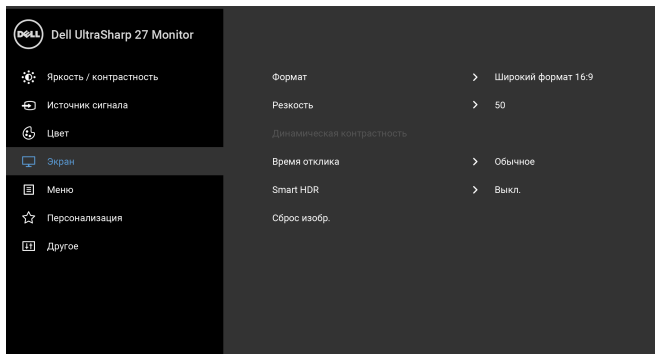 DELL Dell UltraSharp 27 Monitor
Яркость / контрастность
Формат > Широкий формат 16:9
Источник сигнала
Резкость > 50
Цвет
Динамическая контрастность
Экран
Время отклика > Обычное
Меню
Smart HDR > Выкл.
Персонализация
Сброс изобр.
Другое